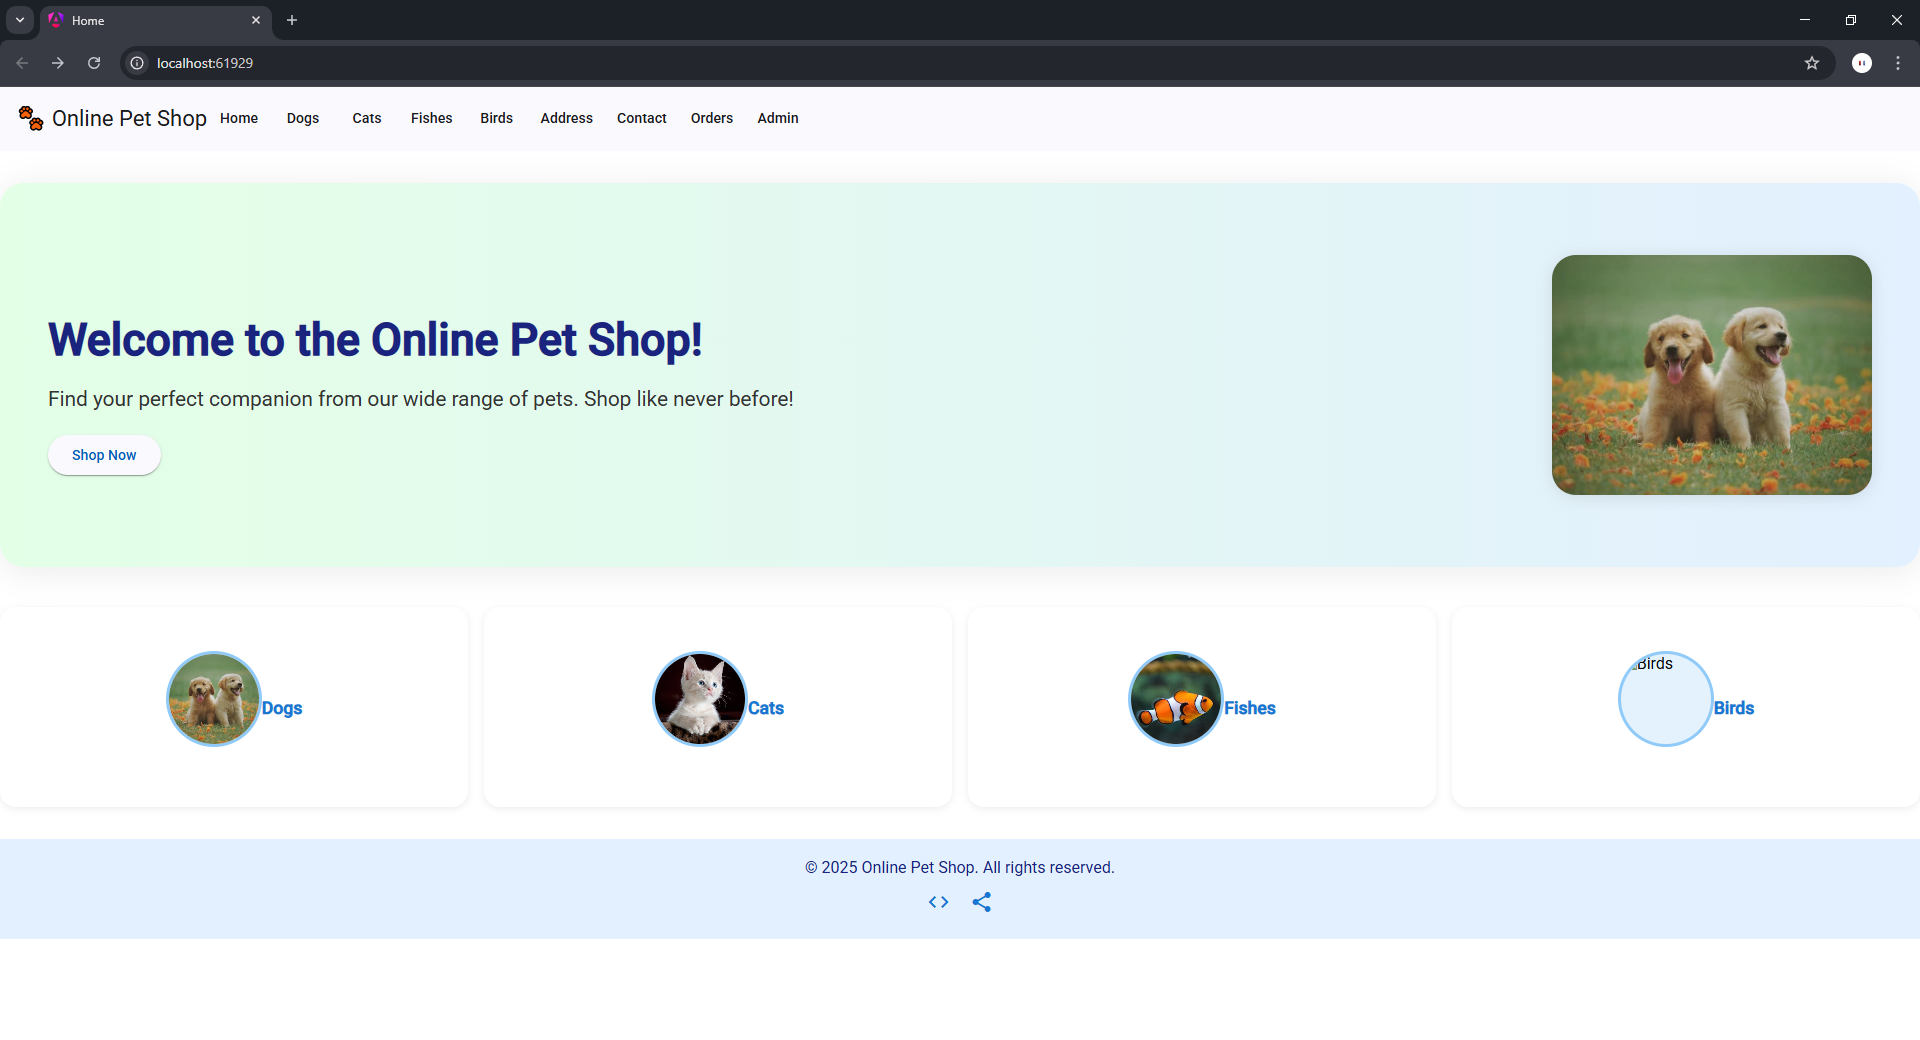 Home
localhost:61929
Online Pet Shop Home Dogs Cats Fishes Birds Address Contact Orders Admin
Welcome to the Online Pet Shop!
Find your perfect companion from our wide range of pets. Shop like never before!
Shop Now
Dogs
Cats
Fishes
Birds
Birds
© 2025 Online Pet Shop. All rights reserved.